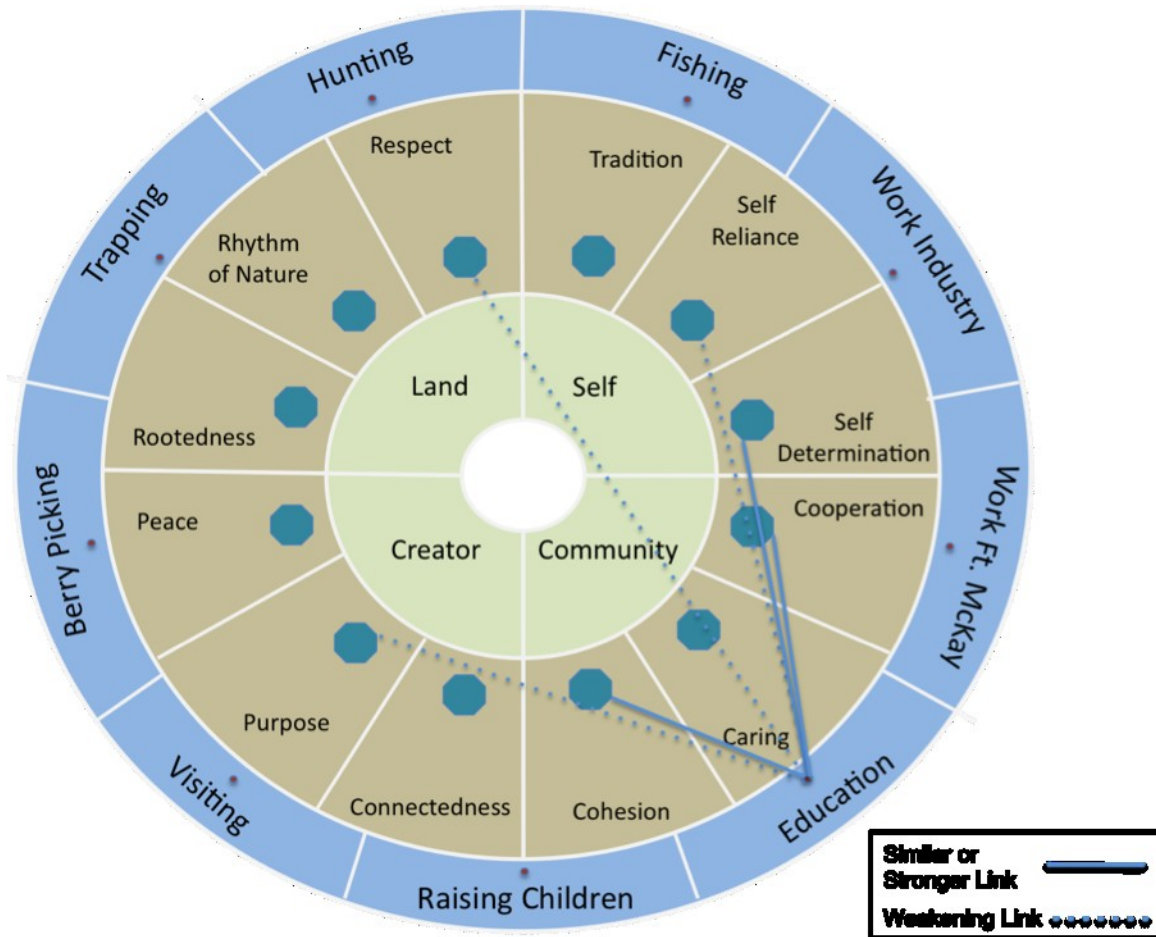 Hunting
Fishing
Trapping
Work Industry
Berry Picking
Work Ft. McKay
Visiting
Raising Children
Education
Respect
Tradition
Rhythm
of Nature
Self
Reliance
Rootedness
Self
Determination
Peace
Cooperation
Purpose
Caring
Connectedness
Cohesion
Land
Self
Creator
Community
Similar or
Stronger Link
Weakening Link